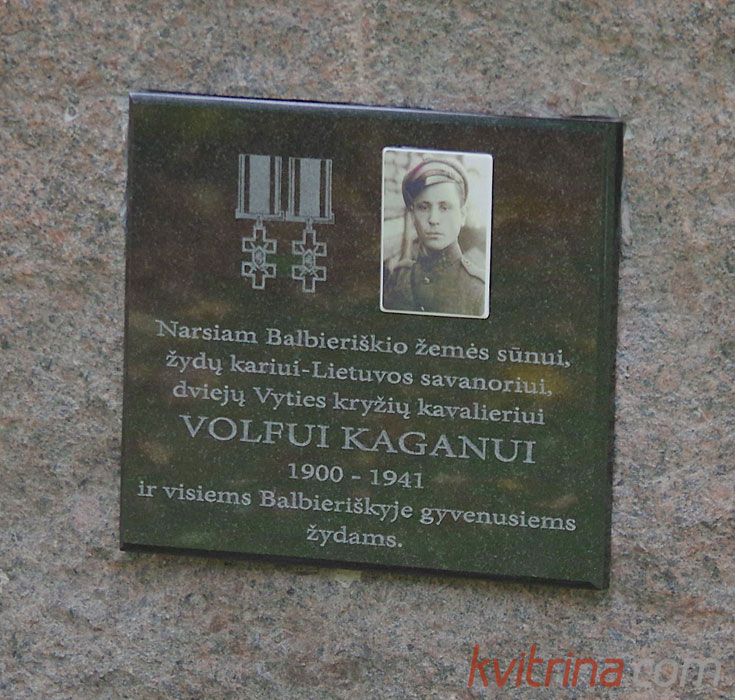 Narsiam Balbieriškio žemės sūnui,
žydų kariui-Lietuvos savanoriui,
dviejų Vyties kryžių kavalieriui
VOLFUI KAGANUI
1900 - 1941
ir visiems Balbieriškyje gyvenusiems
žydams.
kvitrina.com